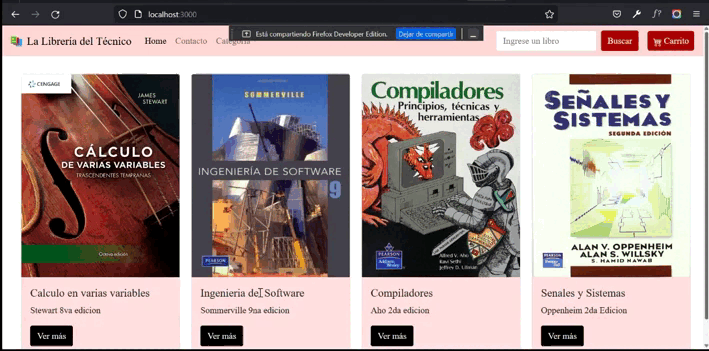 localhost:3000
Está compartiendo Firefox Developer Edition. Dejar de compartir
La Librería del Técnico Home Contacto Categoría Ingrese un libro Buscar Carrito
CENGAGE
JAMES
STEWART
CÁLCULO
DE VARIAS VARIABLES
TRASCENDENTES TEMPRANAS
Octava edición
SOMMERVILLE
INGENIERÍA DE SOFTWARE
9
PEARSON
Compiladores
Principios, técnicas y
herramientas
PEARSON
Alfred V. Aho
Ravi Sethi
Jeffrey D. Ullman
SEÑALES Y
SISTEMAS
SEGUNDA EDICIÓN
ALAN V. OPPENHEIM
ALAN S. WILLSKY
S. HAMID NAWAB
Calculo en varias variables
Stewart 8va edicion
Ver más
Ingenieria de Software
Sommerville 9na edicion
Ver más
Compiladores
Aho 2da edicion
Ver más
Senales y Sistemas
Oppenheim 2da Edicion
Ver más